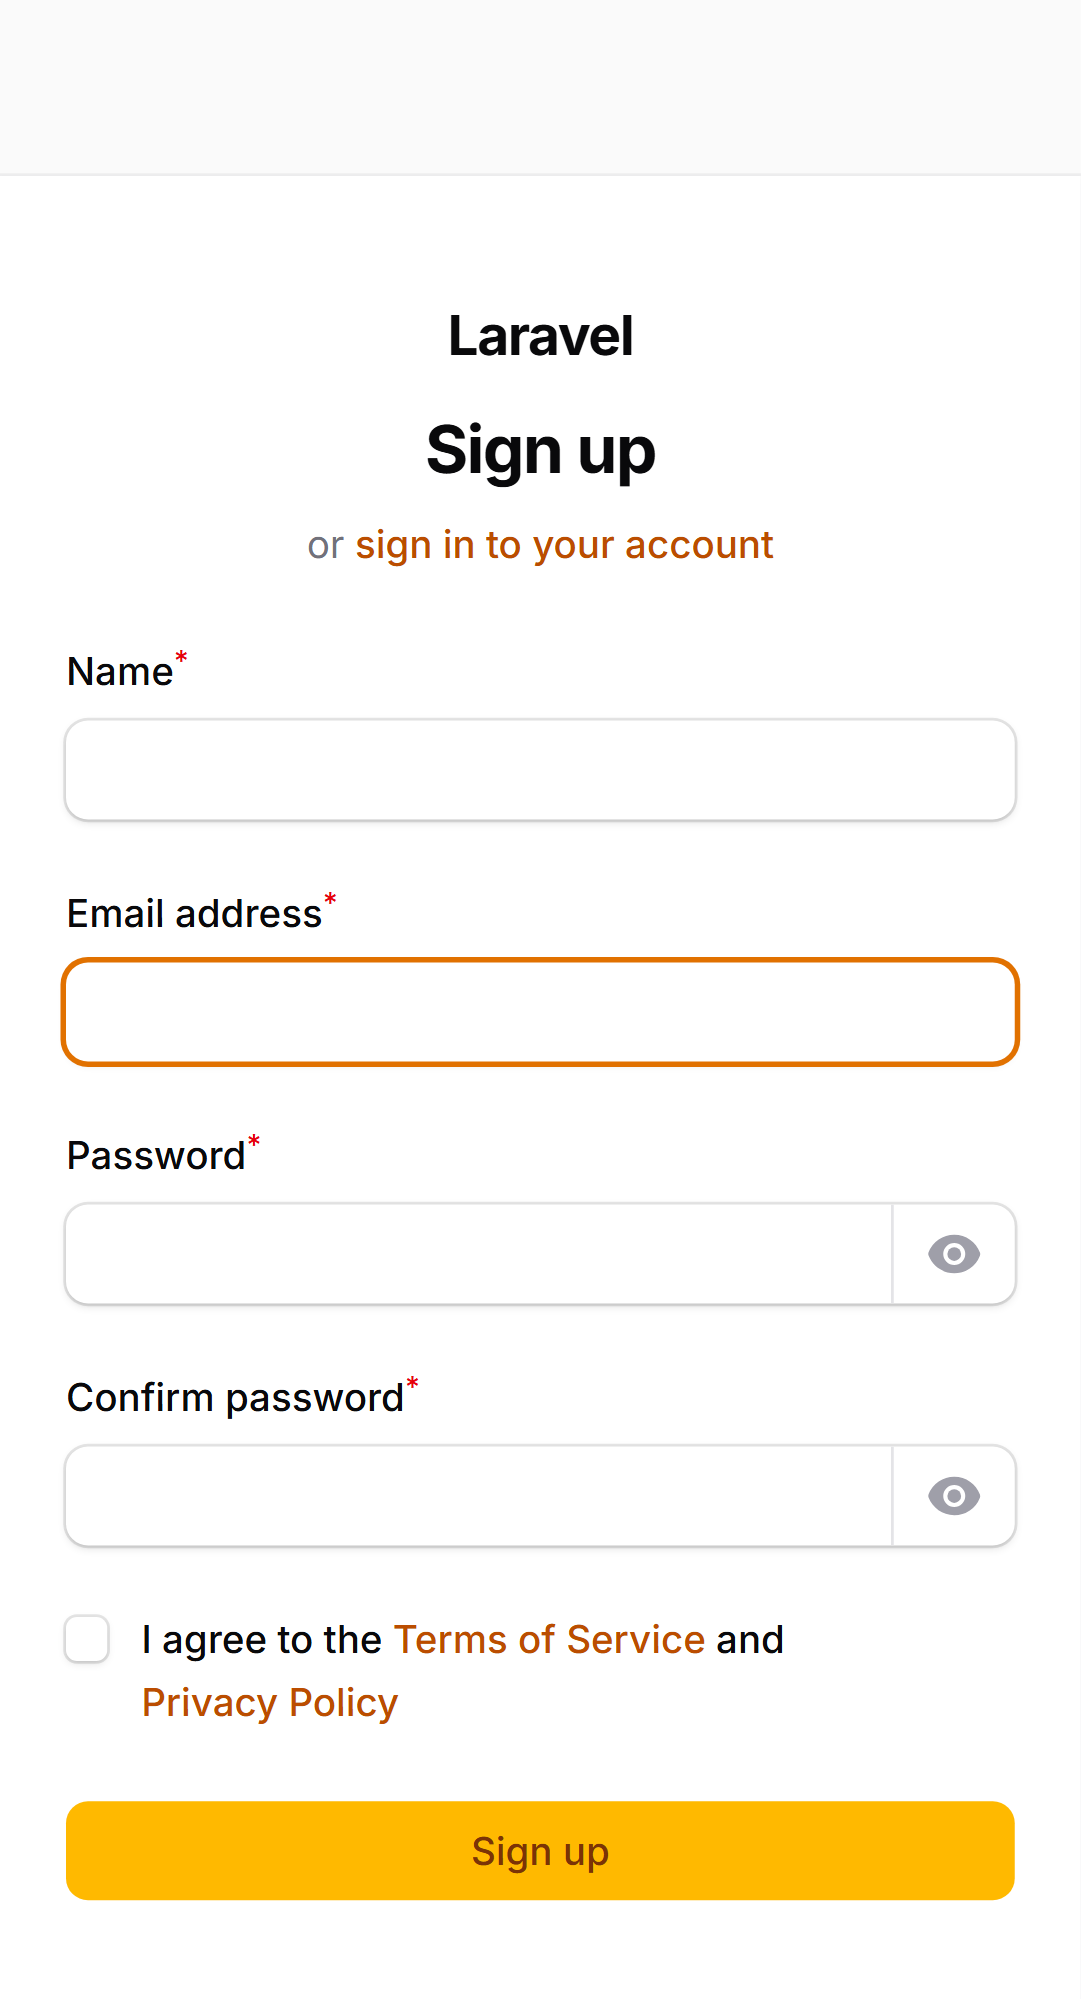 Laravel
Sign up
or sign in to your account
Name*
Email address*
Password*
Confirm password*
I agree to the Terms of Service and
Privacy Policy
Sign up